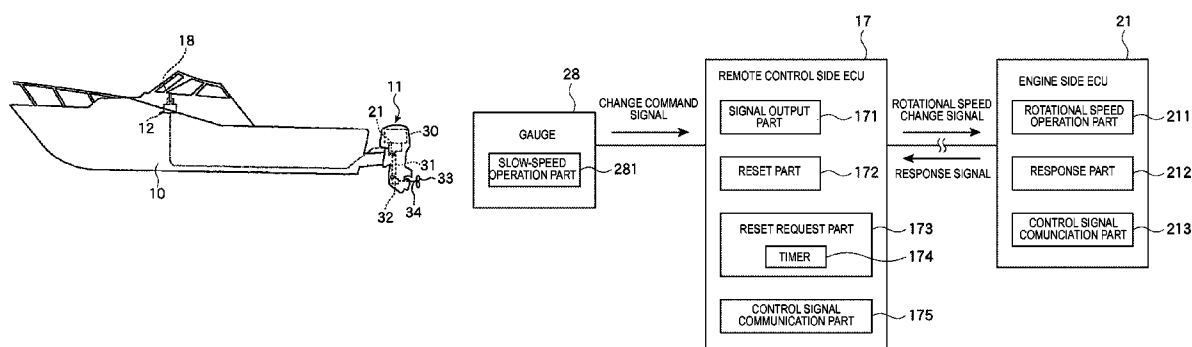 18
12
10
21
11
30
31
33
32
34
28
GAUGE
SLOW-SPEED
OPERATION PART
281
CHANGE COMMAND
SIGNAL
17
REMOTE CONTROL SIDE ECU
SIGNAL OUTPUT
PART
171
RESET PART
172
RESET REQUEST PART
173
TIMER
174
CONTROL SIGNAL
COMMUNICATION PART
175
ROTATIONAL SPEED
CHANGE SIGNAL
RESPONSE SIGNAL
21
ENGINE SIDE ECU
ROTATIONAL SPEED
OPERATION PART
211
RESPONSE PART
212
CONTROL SIGNAL
COMUNCIATION PART
213